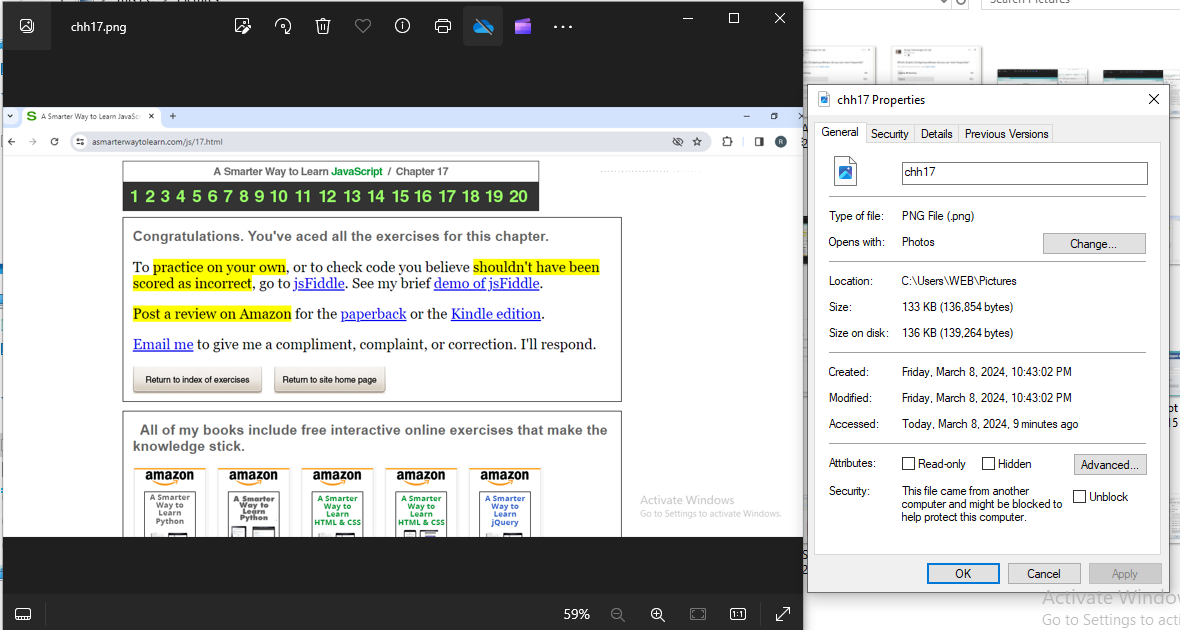 chh17.png
Search Pictures
A Smarter Way to Learn JavaSc
asmarterwaytolearn.com/js/17.html
R
A Smarter Way to Learn JavaScript / Chapter 17
1 2 3 4 5 6 7 8 9 10 11 12 13 14 15 16 17 18 19 20
Congratulations. You've aced all the exercises for this chapter.
To practice on your own, or to check code you believe shouldn't have been
scored as incorrect, go to jsFiddle. See my brief demo of jsFiddle.
Post a review on Amazon for the paperback or the Kindle edition.
Email me to give me a compliment, complaint, or correction. I'll respond.
Return to index of exercises
Return to site home page
All of my books include free interactive online exercises that make the
knowledge stick.
amazon amazon amazon amazon amazon
A Smarter Way to Learn Python
A Smarter Way to Learn Python
A Smarter Way to Learn HTML & CSS
A Smarter Way to Learn HTML & CSS
A Smarter Way to Learn jQuery
Activate Windows
Go to Settings to activate Windows.
59%
1:1
chh17 Properties
General Security Details Previous Versions
chh17
Type of file: PNG File (.png)
Opens with: Photos
Change...
Location: C:\Users\WEB\Pictures
Size: 133 KB (136,854 bytes)
Size on disk: 136 KB (139,264 bytes)
Created: Friday, March 8, 2024, 10:43:02 PM
Modified: Friday, March 8, 2024, 10:43:02 PM
Accessed: Today, March 8, 2024, 9 minutes ago
Attributes: Read-only Hidden
Advanced...
Security: This file came from another
computer and might be blocked to
help protect this computer.
Unblock
OK Cancel Apply
Activate Windo
Go to Settings to acti